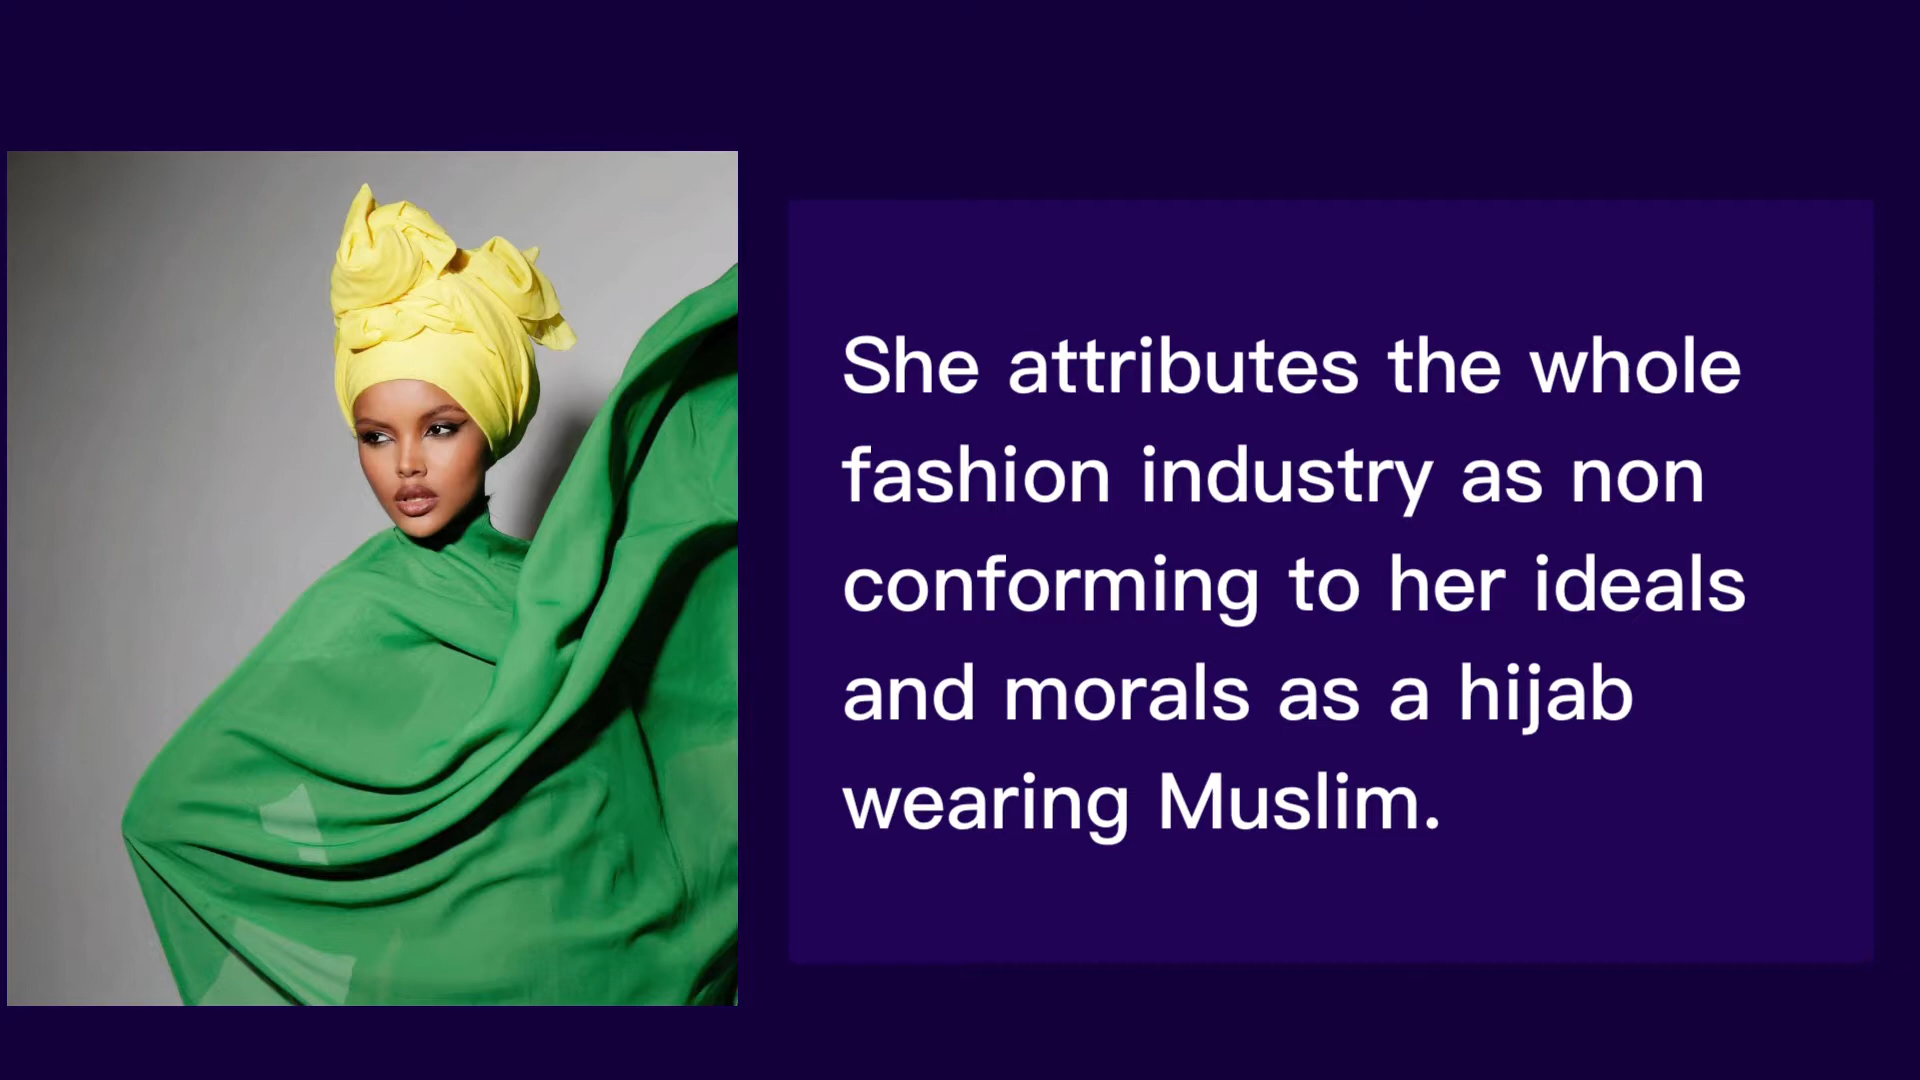 She attributes the whole
fashion industry as non
conforming to her ideals
and morals as a hijab
wearing Muslim.